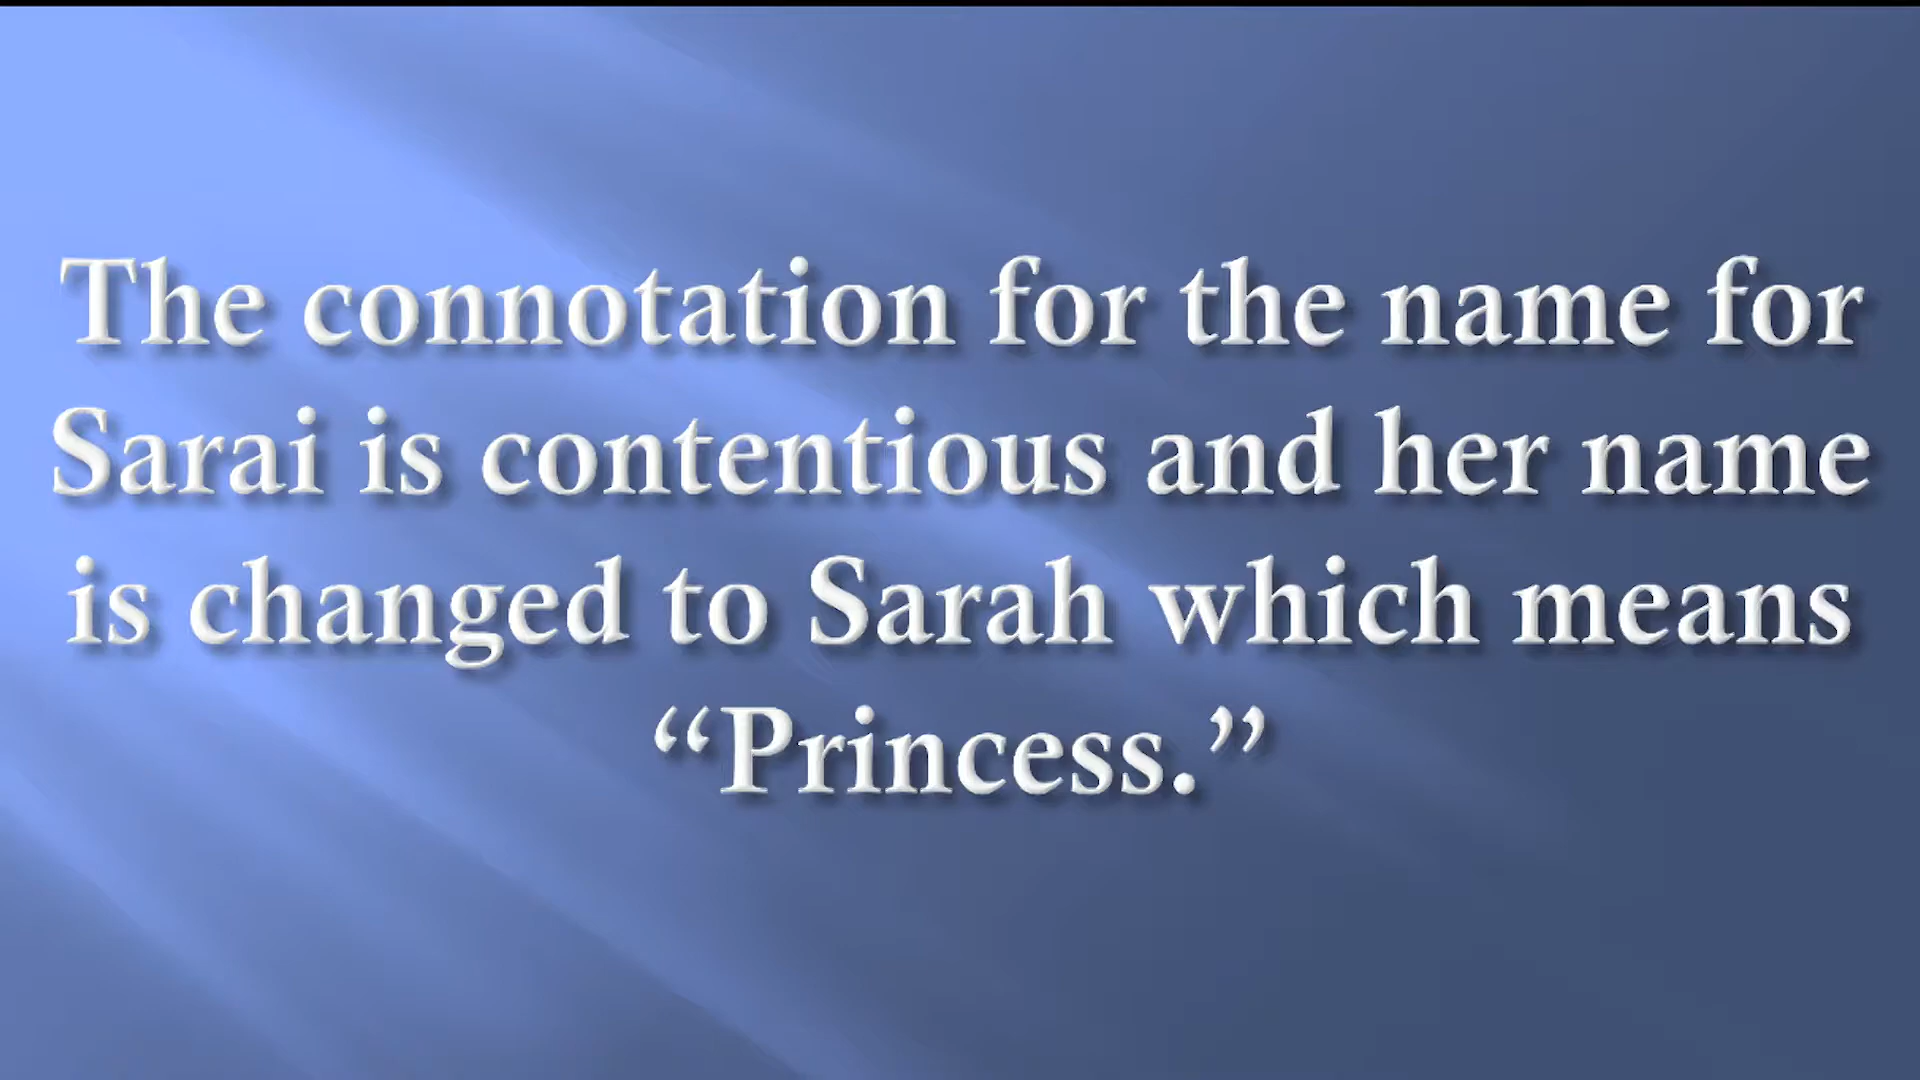 The connotation for the name for
Sarai is contentious and her name
is changed to Sarah which means
“Princess.”